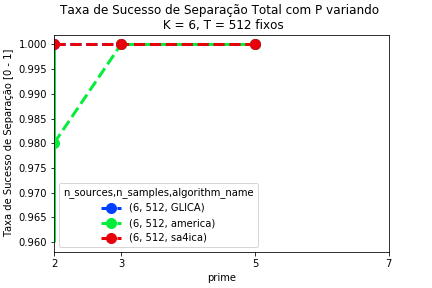 Taxa de Sucesso de Separação Total com P variando
K = 6, T = 512 fixos
Taxa de Sucesso de Separação [0 - 1]
1.000
0.995
0.990
0.985
0.980
0.975
0.970
0.965
0.960
n_sources,n_samples,algorithm_name
(6, 512, GLICA)
(6, 512, america)
(6, 512, sa4ica)
2
3
5
7
prime